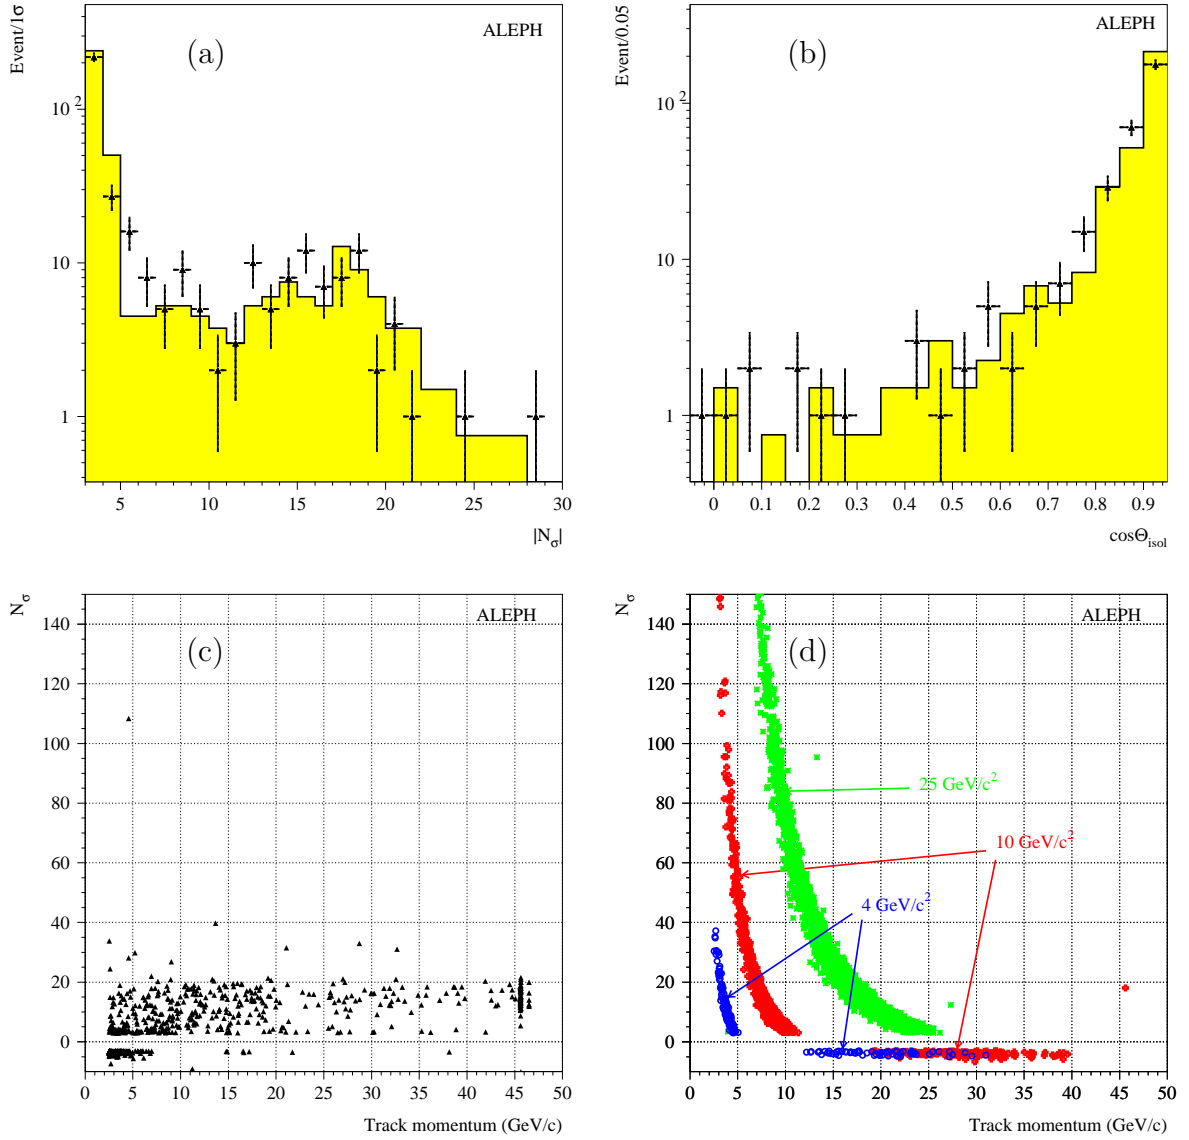 Event/1σ
ALEPH
(a)
10²
10
1
5 10 15 20 25 30
|N_σ|
Event/0.05
ALEPH
(b)
10²
10
1
0 0.1 0.2 0.3 0.4 0.5 0.6 0.7 0.8 0.9
cosΘ_isol
N_σ
ALEPH
(c)
140
120
100
80
60
40
20
0
0 5 10 15 20 25 30 35 40 45 50
Track momentum (GeV/c)
N_σ
ALEPH
(d)
140
120
100
80
60
40
20
0
25 GeV/c²
10 GeV/c²
4 GeV/c²
0 5 10 15 20 25 30 35 40 45 50
Track momentum (GeV/c)